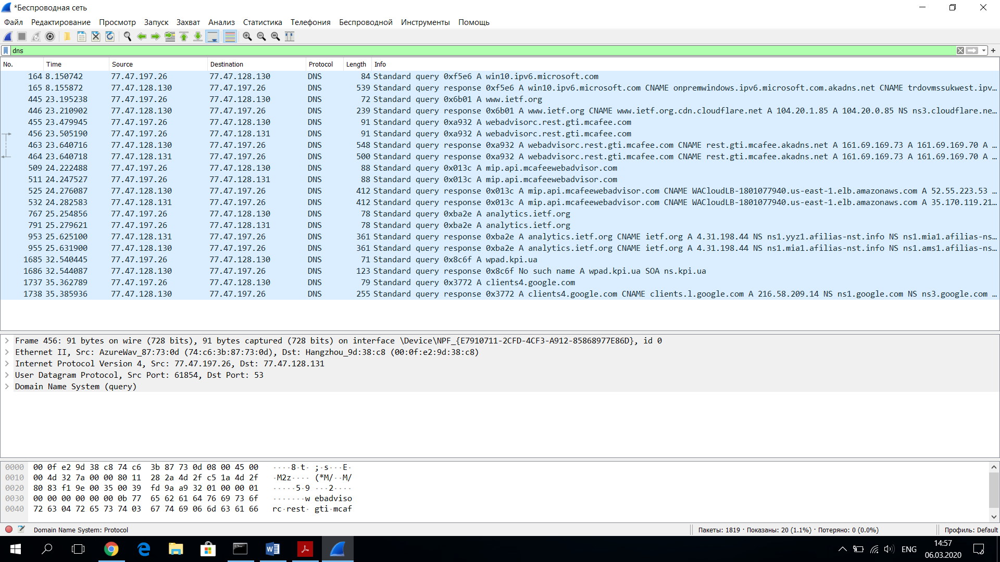 *Беспроводная сеть
Файл Редактирование Просмотр Запуск Захват Анализ Статистика Телефония Беспроводной Инструменты Помощь
dns
No. Time Source Destination Protocol Length Info
164 8.150742 77.47.197.26 77.47.128.130 DNS 84 Standard query 0xf5e6 A win10.ipv6.microsoft.com
165 8.155872 77.47.128.130 77.47.197.26 DNS 539 Standard query response 0xf5e6 A win10.ipv6.microsoft.com CNAME onpremwindows.ipv6.microsoft.com.akadns.net CNAME trdovmssukwest.ipv…
445 23.195238 77.47.197.26 77.47.128.130 DNS 72 Standard query 0x6b01 A www.ietf.org
446 23.210902 77.47.128.130 77.47.197.26 DNS 239 Standard query response 0x6b01 A www.ietf.org CNAME www.ietf.org.cdn.cloudflare.net A 104.20.1.85 A 104.20.0.85 NS ns3.cloudflare.ne…
455 23.479945 77.47.197.26 77.47.128.130 DNS 91 Standard query 0xa932 A webadvisorc.rest.gti.mcafee.com
456 23.505190 77.47.197.26 77.47.128.131 DNS 91 Standard query 0xa932 A webadvisorc.rest.gti.mcafee.com
463 23.640716 77.47.128.130 77.47.197.26 DNS 548 Standard query response 0xa932 A webadvisorc.rest.gti.mcafee.com CNAME rest.gti.mcafee.akadns.net A 161.69.169.73 A 161.69.169.70 A …
464 23.640718 77.47.128.131 77.47.197.26 DNS 500 Standard query response 0xa932 A webadvisorc.rest.gti.mcafee.com CNAME rest.gti.mcafee.akadns.net A 161.69.169.73 A 161.69.169.70 A …
509 24.222488 77.47.197.26 77.47.128.130 DNS 88 Standard query 0x013c A mip.api.mcafeewebadvisor.com
511 24.247527 77.47.197.26 77.47.128.131 DNS 88 Standard query 0x013c A mip.api.mcafeewebadvisor.com
525 24.276087 77.47.128.130 77.47.197.26 DNS 412 Standard query response 0x013c A mip.api.mcafeewebadvisor.com CNAME WACloudLB-1801077940.us-east-1.elb.amazonaws.com A 52.55.223.53 …
532 24.282583 77.47.128.131 77.47.197.26 DNS 412 Standard query response 0x013c A mip.api.mcafeewebadvisor.com CNAME WACloudLB-1801077940.us-east-1.elb.amazonaws.com A 35.170.119.21…
767 25.254856 77.47.197.26 77.47.128.130 DNS 78 Standard query 0xba2e A analytics.ietf.org
791 25.279621 77.47.197.26 77.47.128.131 DNS 78 Standard query 0xba2e A analytics.ietf.org
953 25.625100 77.47.128.131 77.47.197.26 DNS 361 Standard query response 0xba2e A analytics.ietf.org CNAME ietf.org A 4.31.198.44 NS ns1.yyz1.afilias-nst.info NS ns1.mia1.afilias-ns…
955 25.631900 77.47.128.130 77.47.197.26 DNS 361 Standard query response 0xba2e A analytics.ietf.org CNAME ietf.org A 4.31.198.44 NS ns1.mia1.afilias-nst.info NS ns1.ams1.afilias-ns…
1685 32.540445 77.47.197.26 77.47.128.130 DNS 71 Standard query 0x8c6f A wpad.kpi.ua
1686 32.544087 77.47.128.130 77.47.197.26 DNS 123 Standard query response 0x8c6f No such name A wpad.kpi.ua SOA ns.kpi.ua
1737 35.362789 77.47.197.26 77.47.128.130 DNS 79 Standard query 0x3772 A clients4.google.com
1738 35.385936 77.47.128.130 77.47.197.26 DNS 255 Standard query response 0x3772 A clients4.google.com CNAME clients.l.google.com A 216.58.209.14 NS ns1.google.com NS ns3.google.com …
Frame 456: 91 bytes on wire (728 bits), 91 bytes captured (728 bits) on interface \Device\NPF_{E7910711-2CFD-4CF3-A912-85868977E86D}, id 0
Ethernet II, Src: AzureWav_87:73:0d (74:c6:3b:87:73:0d), Dst: Hangzhou_9d:38:c8 (00:0f:e2:9d:38:c8)
Internet Protocol Version 4, Src: 77.47.197.26, Dst: 77.47.128.131
User Datagram Protocol, Src Port: 61854, Dst Port: 53
Domain Name System (query)
0000 00 0f e2 9d 38 c8 74 c6 3b 87 73 0d 08 00 45 00 ····8·t· ;·s···E·
0010 00 4d 32 7a 00 00 80 11 28 2a 4d 2f c5 1a 4d 2f ·M2z···· (*M/··M/
0020 80 83 f1 9e 00 35 00 39 fd 9a a9 32 01 00 00 01 ·····5·9 ···2····
0030 00 00 00 00 00 00 0b 77 65 62 61 64 76 69 73 6f ·······w ebadviso
0040 72 63 04 72 65 73 74 03 67 74 69 06 6d 63 61 66 rc·rest· gti·mcaf
Domain Name System: Protocol
Пакеты: 1819 · Показаны: 20 (1.1%) · Потеряно: 0 (0.0%)
Профиль: Default
ENG
14:57
06.03.2020